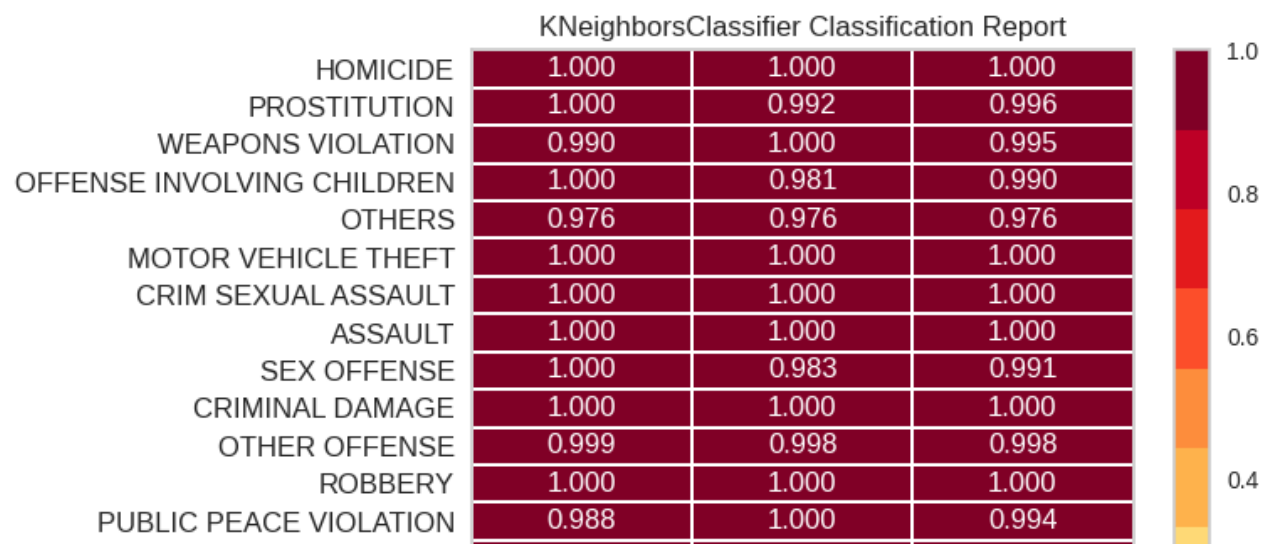 KNeighborsClassifier Classification Report
HOMICIDE 1.000 1.000 1.000
PROSTITUTION 1.000 0.992 0.996
WEAPONS VIOLATION 0.990 1.000 0.995
OFFENSE INVOLVING CHILDREN 1.000 0.981 0.990
OTHERS 0.976 0.976 0.976
MOTOR VEHICLE THEFT 1.000 1.000 1.000
CRIM SEXUAL ASSAULT 1.000 1.000 1.000
ASSAULT 1.000 1.000 1.000
SEX OFFENSE 1.000 0.983 0.991
CRIMINAL DAMAGE 1.000 1.000 1.000
OTHER OFFENSE 0.999 0.998 0.998
ROBBERY 1.000 1.000 1.000
PUBLIC PEACE VIOLATION 0.988 1.000 0.994
1.0
0.8
0.6
0.4